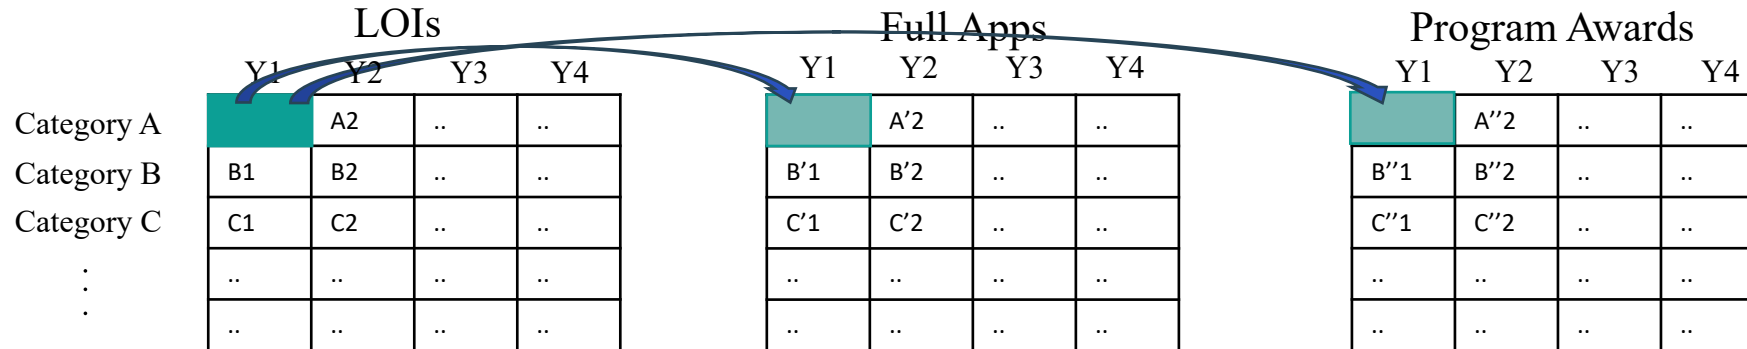 LOIs Full Apps Program Awards
Y1 Y2 Y3 Y4 Y1 Y2 Y3 Y4 Y1 Y2 Y3 Y4
Category A A2 .. .. A’2 .. .. A’’2 .. ..
Category B B1 B2 .. .. B’1 B’2 .. .. B’’1 B’’2 .. ..
Category C C1 C2 .. .. C’1 C’2 .. .. C’’1 C’’2 .. ..
. .. .. .. .. .. .. .. .. .. .. .. ..
.
. .. .. .. .. .. .. .. .. .. .. .. ..